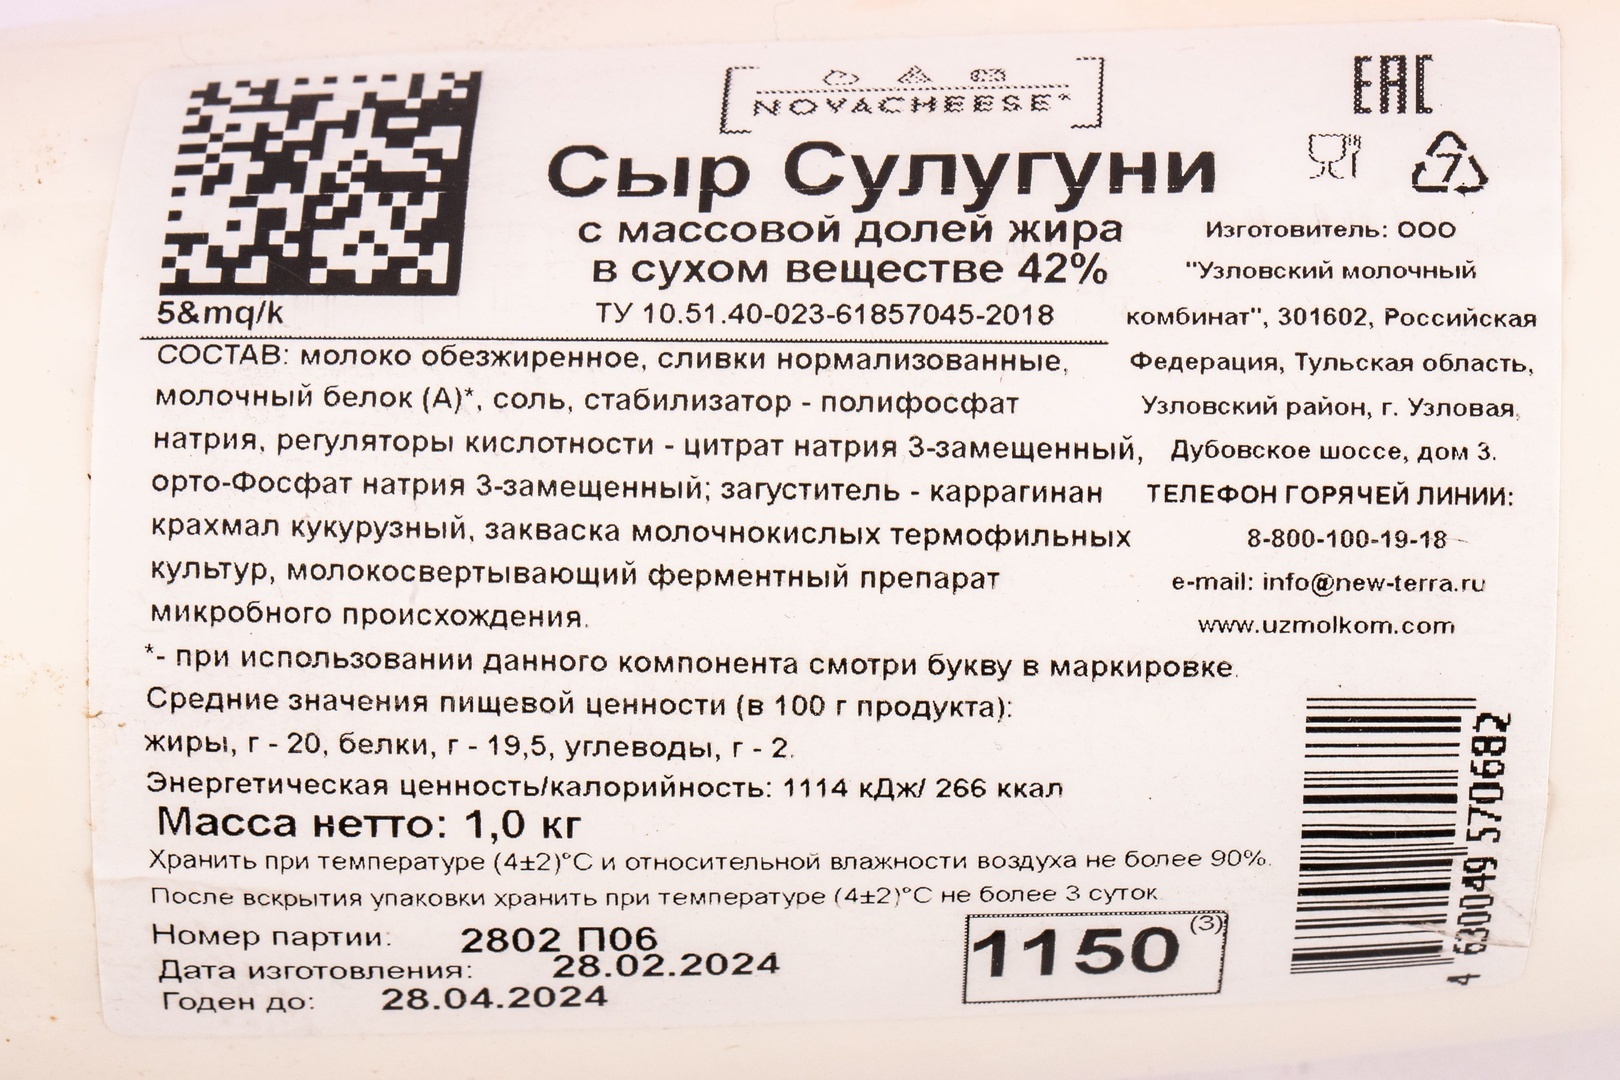 NOVACHEESE*
EAC
Сыр Сулугуни
7
с массовой долей жира
в сухом веществе 42%
5&mq/k
ТУ 10.51.40-023-61857045-2018
СОСТАВ: молоко обезжиренное, сливки нормализованные,
молочный белок (А)*, соль, стабилизатор - полифосфат
натрия, регуляторы кислотности - цитрат натрия 3-замещенный,
орто-Фосфат натрия 3-замещенный; загуститель - каррагинан
крахмал кукурузный, закваска молочнокислых термофильных
культур, молокосвертывающий ферментный препарат
микробного происхождения.
*- при использовании данного компонента смотри букву в маркировке.
Средние значения пищевой ценности (в 100 г продукта):
жиры, г - 20, белки, г - 19,5, углеводы, г - 2.
Энергетическая ценность/калорийность: 1114 кДж/ 266 ккал
Масса нетто: 1,0 кг
Хранить при температуре (4±2)°С и относительной влажности воздуха не более 90%.
После вскрытия упаковки хранить при температуре (4±2)°С не более 3 суток.
Номер партии: 2802 П06
Дата изготовления: 28.02.2024
Годен до: 28.04.2024
1150 (3)
Изготовитель: ООО
"Узловский молочный
комбинат", 301602, Российская
Федерация, Тульская область,
Узловский район, г. Узловая,
Дубовское шоссе, дом 3.
ТЕЛЕФОН ГОРЯЧЕЙ ЛИНИИ:
8-800-100-19-18
e-mail: info@new-terra.ru
www.uzmolkom.com
4 630049 570682